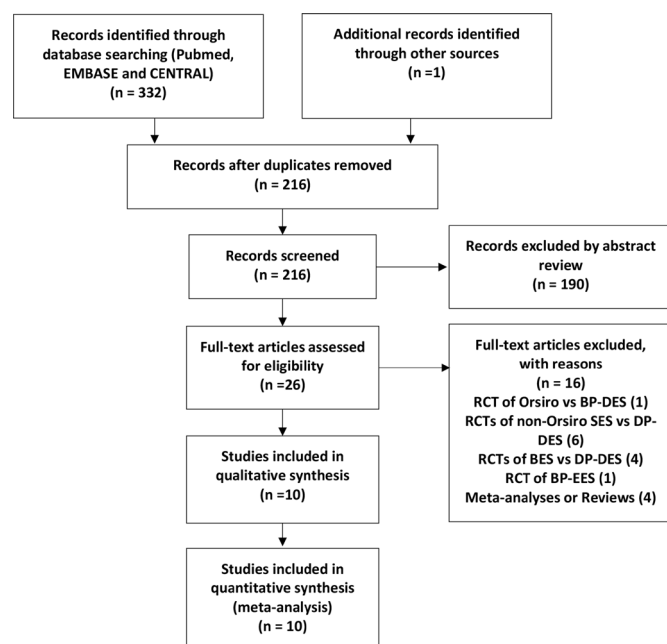 Records identified through
database searching (Pubmed,
EMBASE and CENTRAL)
(n = 332)
Additional records identified
through other sources
(n =1)
Records after duplicates removed
(n = 216)
Records screened
(n = 216)
Records excluded by abstract
review
(n = 190)
Full-text articles assessed
for eligibility
(n =26)
Full-text articles excluded,
with reasons
(n = 16)
RCT of Orsiro vs BP-DES (1)
RCTs of non-Orsiro SES vs DP-
DES (6)
RCTs of BES vs DP-DES (4)
RCT of BP-EES (1)
Meta-analyses or Reviews (4)
Studies included in
qualitative synthesis
(n =10)
Studies included in
quantitative synthesis
(meta-analysis)
(n = 10)